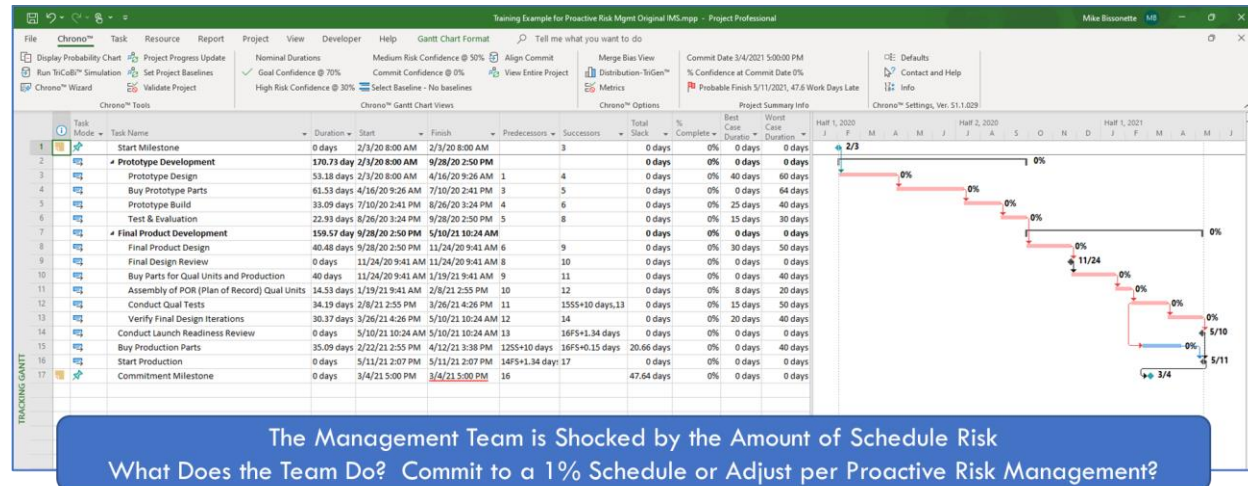 Training Example for Proactive Risk Mgmt Original IMS.mpp - Project Professional
Mike Bissonette MB
File Chrono™ Task Resource Report Project View Developer Help Gantt Chart Format Tell me what you want to do
Display Probability Chart Project Progress Update Nominal Durations Medium Risk Confidence @ 50% Align Commit Merge Bias View Commit Date 3/4/2021 5:00:00 PM Defaults
Run TriCoBi™ Simulation Set Project Baselines Goal Confidence @ 70% Commit Confidence @ 0% View Entire Project Distribution-TriGen™ % Confidence at Commit Date 0% Contact and Help
Chrono™ Wizard Validate Project High Risk Confidence @ 30% Select Baseline - No baselines Metrics Probable Finish 5/11/2021, 47.6 Work Days Late Info
Chrono™ Tools Chrono™ Gantt Chart Views Chrono™ Options Project Summary Info Chrono™ Settings, Ver. S1.1.029
Task Mode Task Name Duration Start Finish Predecessors Successors Total Slack % Complete Best Case Duratio Worst Case Duration
Half 1, 2020 Half 2, 2020 Half 1, 2021
J F M A M J J A S O N D J F M A M J
1 Start Milestone 0 days 2/3/20 8:00 AM 2/3/20 8:00 AM 3 0 days 0% 0 days 0 days 2/3
2 Prototype Development 170.73 day 2/3/20 8:00 AM 9/28/20 2:50 PM 0 days 0% 0 days 0 days 0%
3 Prototype Design 53.18 days 2/3/20 8:00 AM 4/16/20 9:26 AM 1 4 0 days 0% 40 days 60 days 0%
4 Buy Prototype Parts 61.53 days 4/16/20 9:26 AM 7/10/20 2:41 PM 3 5 0 days 0% 0 days 64 days 0%
5 Prototype Build 33.09 days 7/10/20 2:41 PM 8/26/20 3:24 PM 4 6 0 days 0% 25 days 40 days 0%
6 Test & Evaluation 22.93 days 8/26/20 3:24 PM 9/28/20 2:50 PM 5 8 0 days 0% 15 days 30 days 0%
7 Final Product Development 159.57 day 9/28/20 2:50 PM 5/10/21 10:24 AM 0 days 0% 0 days 0 days 0%
8 Final Product Design 40.48 days 9/28/20 2:50 PM 11/24/20 9:41 AM 6 9 0 days 0% 30 days 50 days 0%
9 Final Design Review 0 days 11/24/20 9:41 AM 11/24/20 9:41 AM 8 10 0 days 0% 0 days 0 days 11/24
10 Buy Parts for Qual Units and Production 40 days 11/24/20 9:41 AM 1/19/21 9:41 AM 9 11 0 days 0% 0 days 40 days 0%
11 Assembly of POR (Plan of Record) Qual Units 14.53 days 1/19/21 9:41 AM 2/8/21 2:55 PM 10 12 0 days 0% 8 days 20 days 0%
12 Conduct Qual Tests 34.19 days 2/8/21 2:55 PM 3/26/21 4:26 PM 11 15SS+10 days,13 0 days 0% 15 days 50 days 0%
13 Verify Final Design Iterations 30.37 days 3/26/21 4:26 PM 5/10/21 10:24 AM 12 14 0 days 0% 20 days 40 days 0%
14 Conduct Launch Readiness Review 0 days 5/10/21 10:24 AM 5/10/21 10:24 AM 13 16FS+1.34 days 0 days 0% 0 days 0 days 5/10
15 Buy Production Parts 35.09 days 2/22/21 2:55 PM 4/12/21 3:38 PM 12SS+10 days 16FS+0.15 days 20.66 days 0% 0 days 40 days 0%
16 Start Production 0 days 5/11/21 2:07 PM 5/11/21 2:07 PM 14FS+1.34 day 17 0 days 0% 0 days 0 days 5/11
17 Commitment Milestone 0 days 3/4/21 5:00 PM 3/4/21 5:00 PM 16 47.64 days 0% 0 days 0 days 3/4
TRACKING GANTT
The Management Team is Shocked by the Amount of Schedule Risk
What Does the Team Do? Commit to a 1% Schedule or Adjust per Proactive Risk Management?